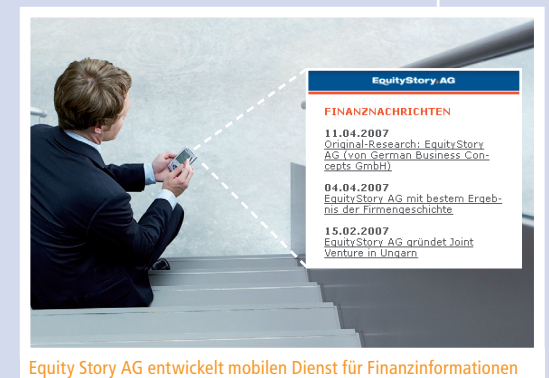 EquityStory.AG
FINANZNACHRICHTEN
11.04.2007
Original-Research: EquityStory
AG (von German Business Con-
cepts GmbH)
04.04.2007
EquityStory AG mit bestem Ergeb-
nis der Firmengeschichte
15.02.2007
EquityStory AG gründet Joint
Venture in Ungarn
Equity Story AG entwickelt mobilen Dienst für Finanzinformationen